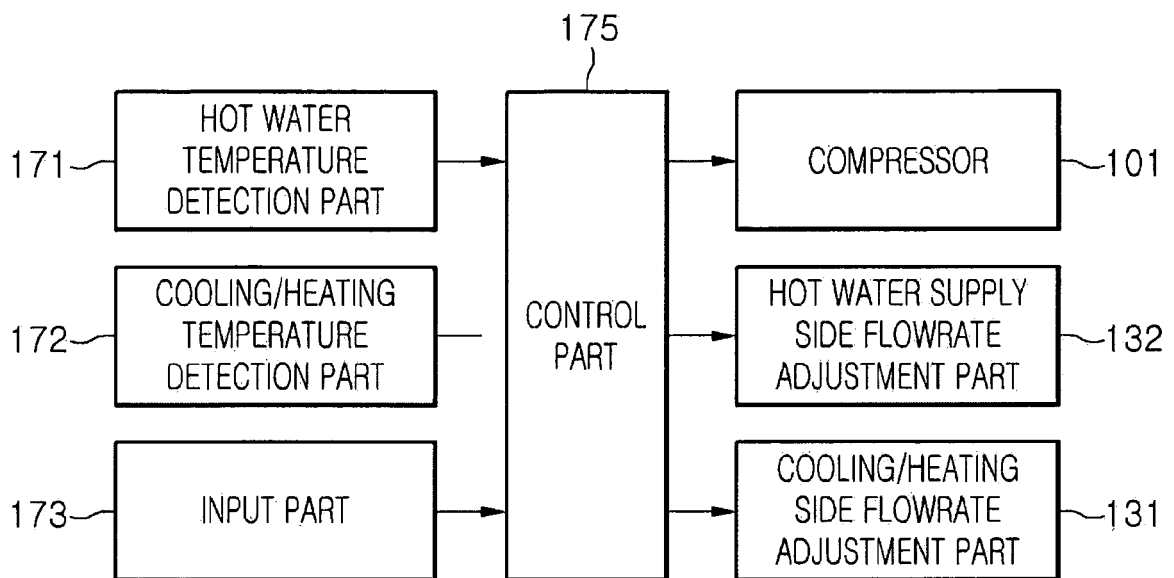 175
171
HOT WATER
TEMPERATURE
DETECTION PART
172
COOLING/HEATING
TEMPERATURE
DETECTION PART
173
INPUT PART
CONTROL
PART
COMPRESSOR
101
HOT WATER SUPPLY
SIDE FLOWRATE
ADJUSTMENT PART
132
COOLING/HEATING
SIDE FLOWRATE
ADJUSTMENT PART
131